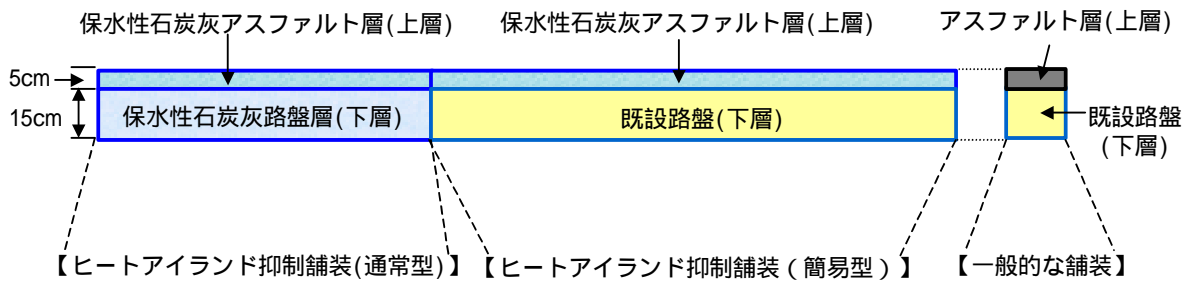 保水性石炭灰アスファルト層(上層)
保水性石炭灰アスファルト層(上層)
アスファルト層(上層)
5cm
15cm
保水性石炭灰路盤層(下層)
既設路盤(下層)
既設路盤
(下層)
【ヒートアイランド抑制舗装(通常型)】
【ヒートアイランド抑制舗装(簡易型)】
【一般的な舗装】